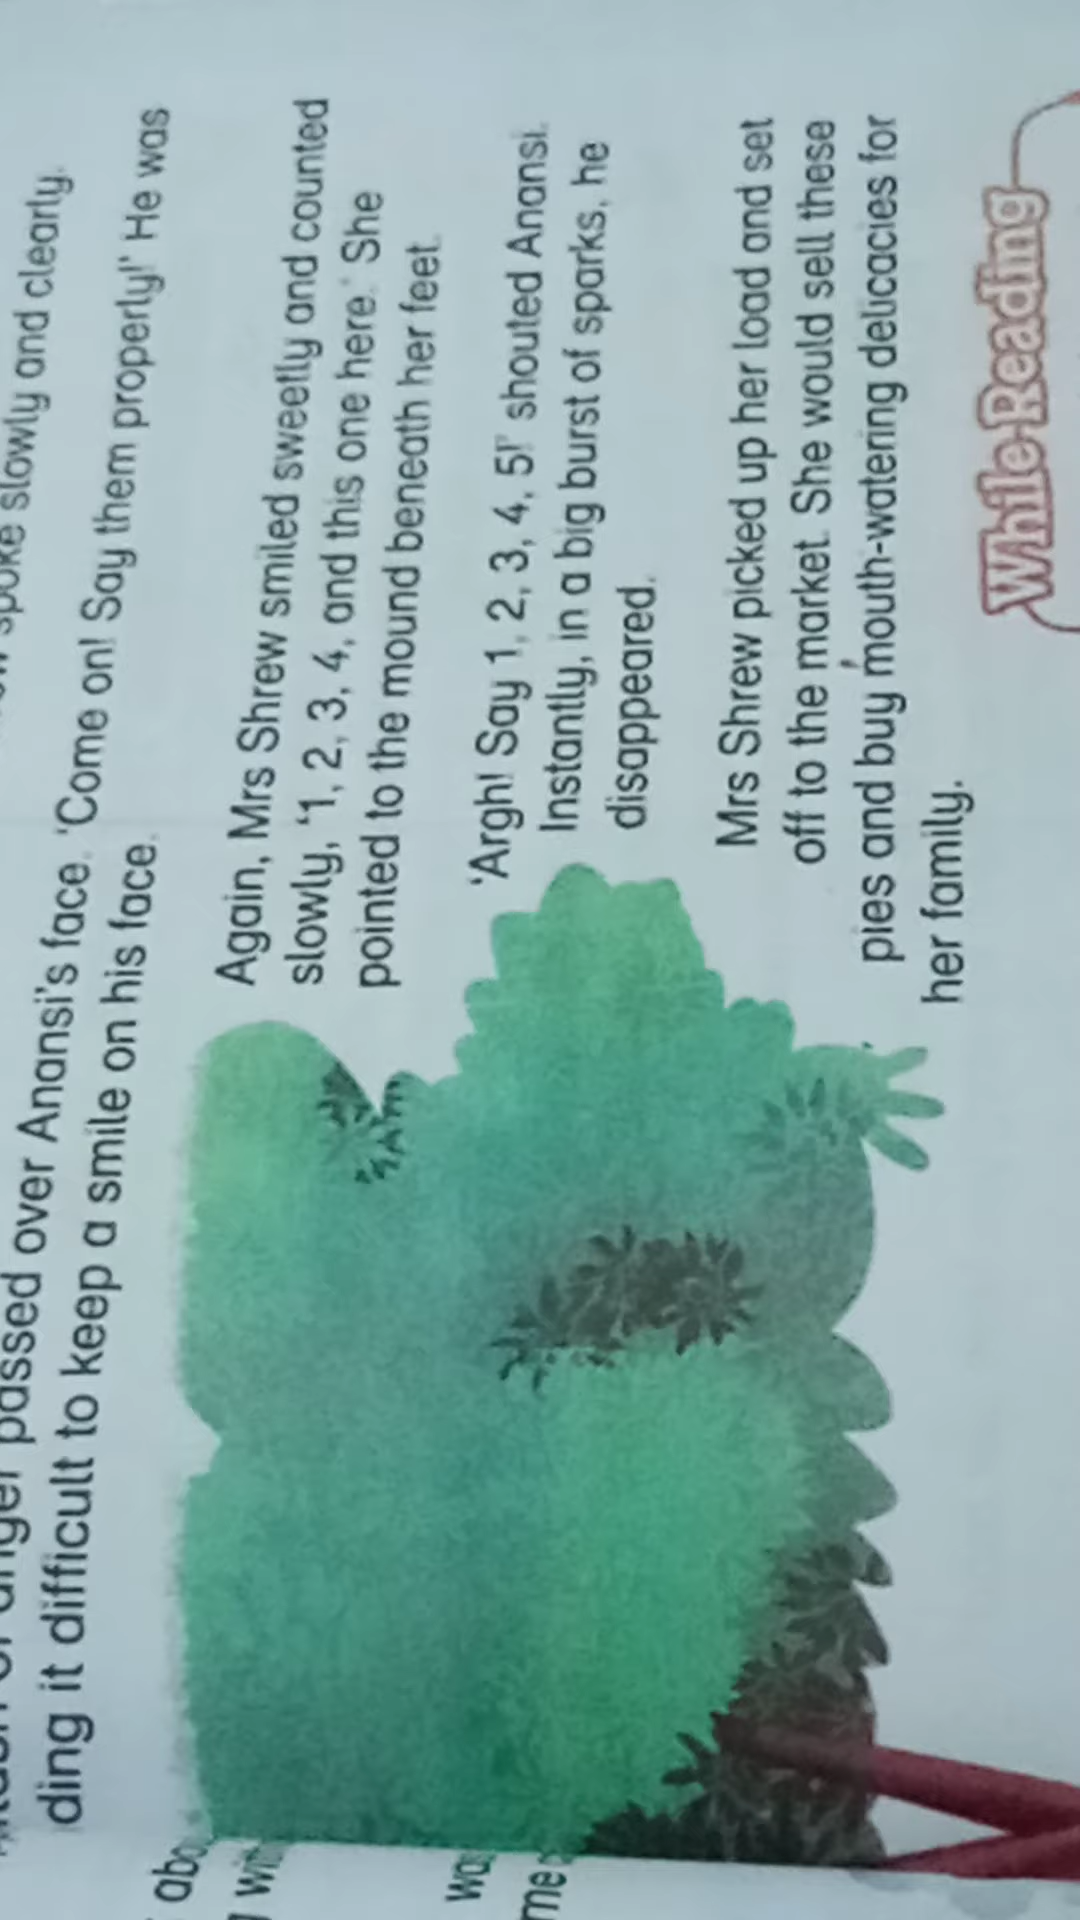 spoke slowly and clearly.
of anger passed over Anansi's face. 'Come on! Say them properly!' He was
ding it difficult to keep a smile on his face.
Again, Mrs Shrew smiled sweetly and counted
slowly, '1, 2, 3, 4, and this one here.' She
pointed to the mound beneath her feet.
'Argh! Say 1, 2, 3, 4, 5!' shouted Anansi.
Instantly, in a big burst of sparks, he
disappeared.
Mrs Shrew picked up her load and set
off to the market. She would sell these
pies and buy mouth-watering delicacies for
her family.
While-Reading